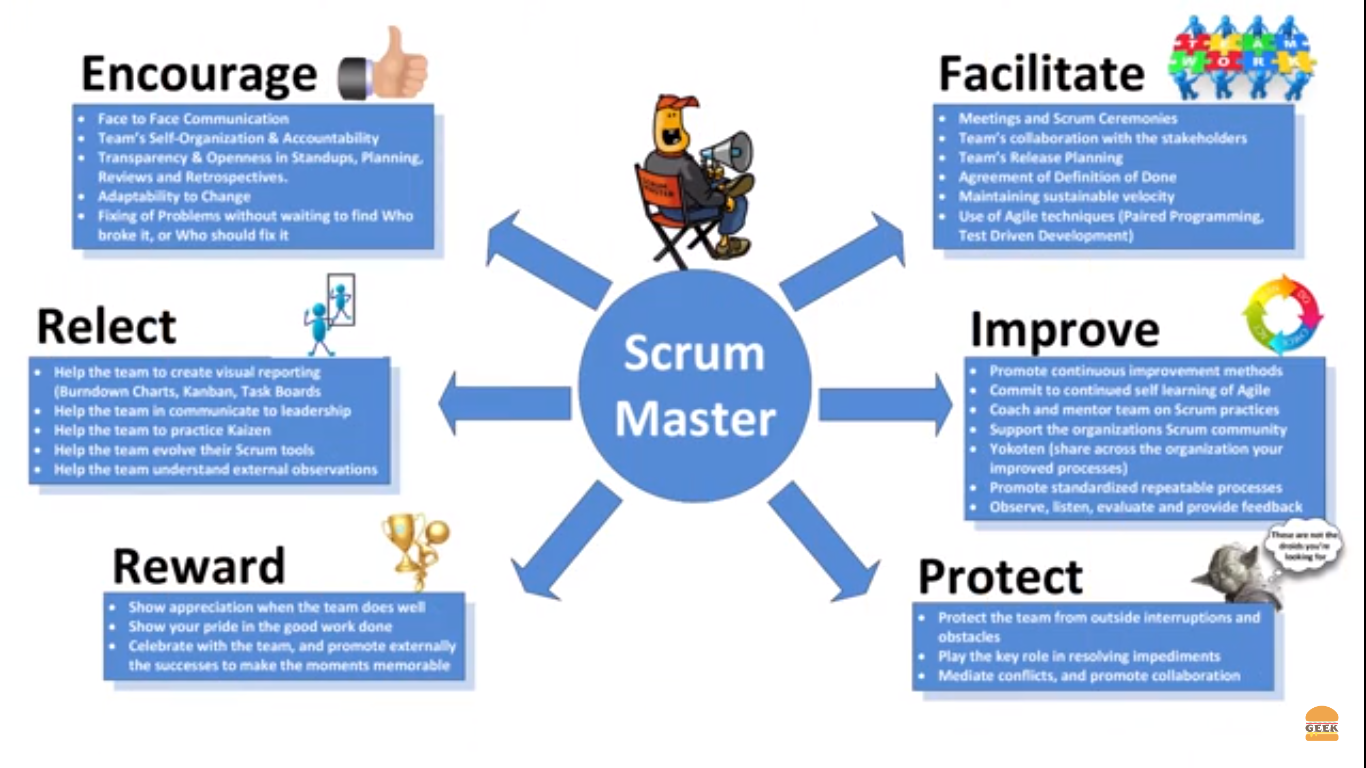 Encourage
• Face to Face Communication
• Team's Self-Organization & Accountability
• Transparency & Openness in Standups, Planning,
Reviews and Retrospectives.
• Adaptability to Change
• Fixing of Problems without waiting to find Who
broke it, or Who should fix it
Relect
• Help the team to create visual reporting
(Burndown Charts, Kanban, Task Boards
• Help the team in communicate to leadership
• Help the team to practice Kaizen
• Help the team evolve their Scrum tools
• Help the team understand external observations
Reward
• Show appreciation when the team does well
• Show your pride in the good work done
• Celebrate with the team, and promote externally
the successes to make the moments memorable
SCRUM
MASTER
Scrum
Master
Facilitate
TEAM
WORK
• Meetings and Scrum Ceremonies
• Team's collaboration with the stakeholders
• Team's Release Planning
• Agreement of Definition of Done
• Maintaining sustainable velocity
• Use of Agile techniques (Paired Programming,
Test Driven Development)
Improve
DO
CHECK
ACT
• Promote continuous improvement methods
• Commit to continued self learning of Agile
• Coach and mentor team on Scrum practices
• Support the organizations Scrum community
• Yokoten (share across the organization your
improved processes)
• Promote standardized repeatable processes
• Observe, listen, evaluate and provide feedback
Protect
These are not the
droids you're
looking for
• Protect the team from outside interruptions and
obstacles
• Play the key role in resolving impediments
• Mediate conflicts, and promote collaboration
GEEK